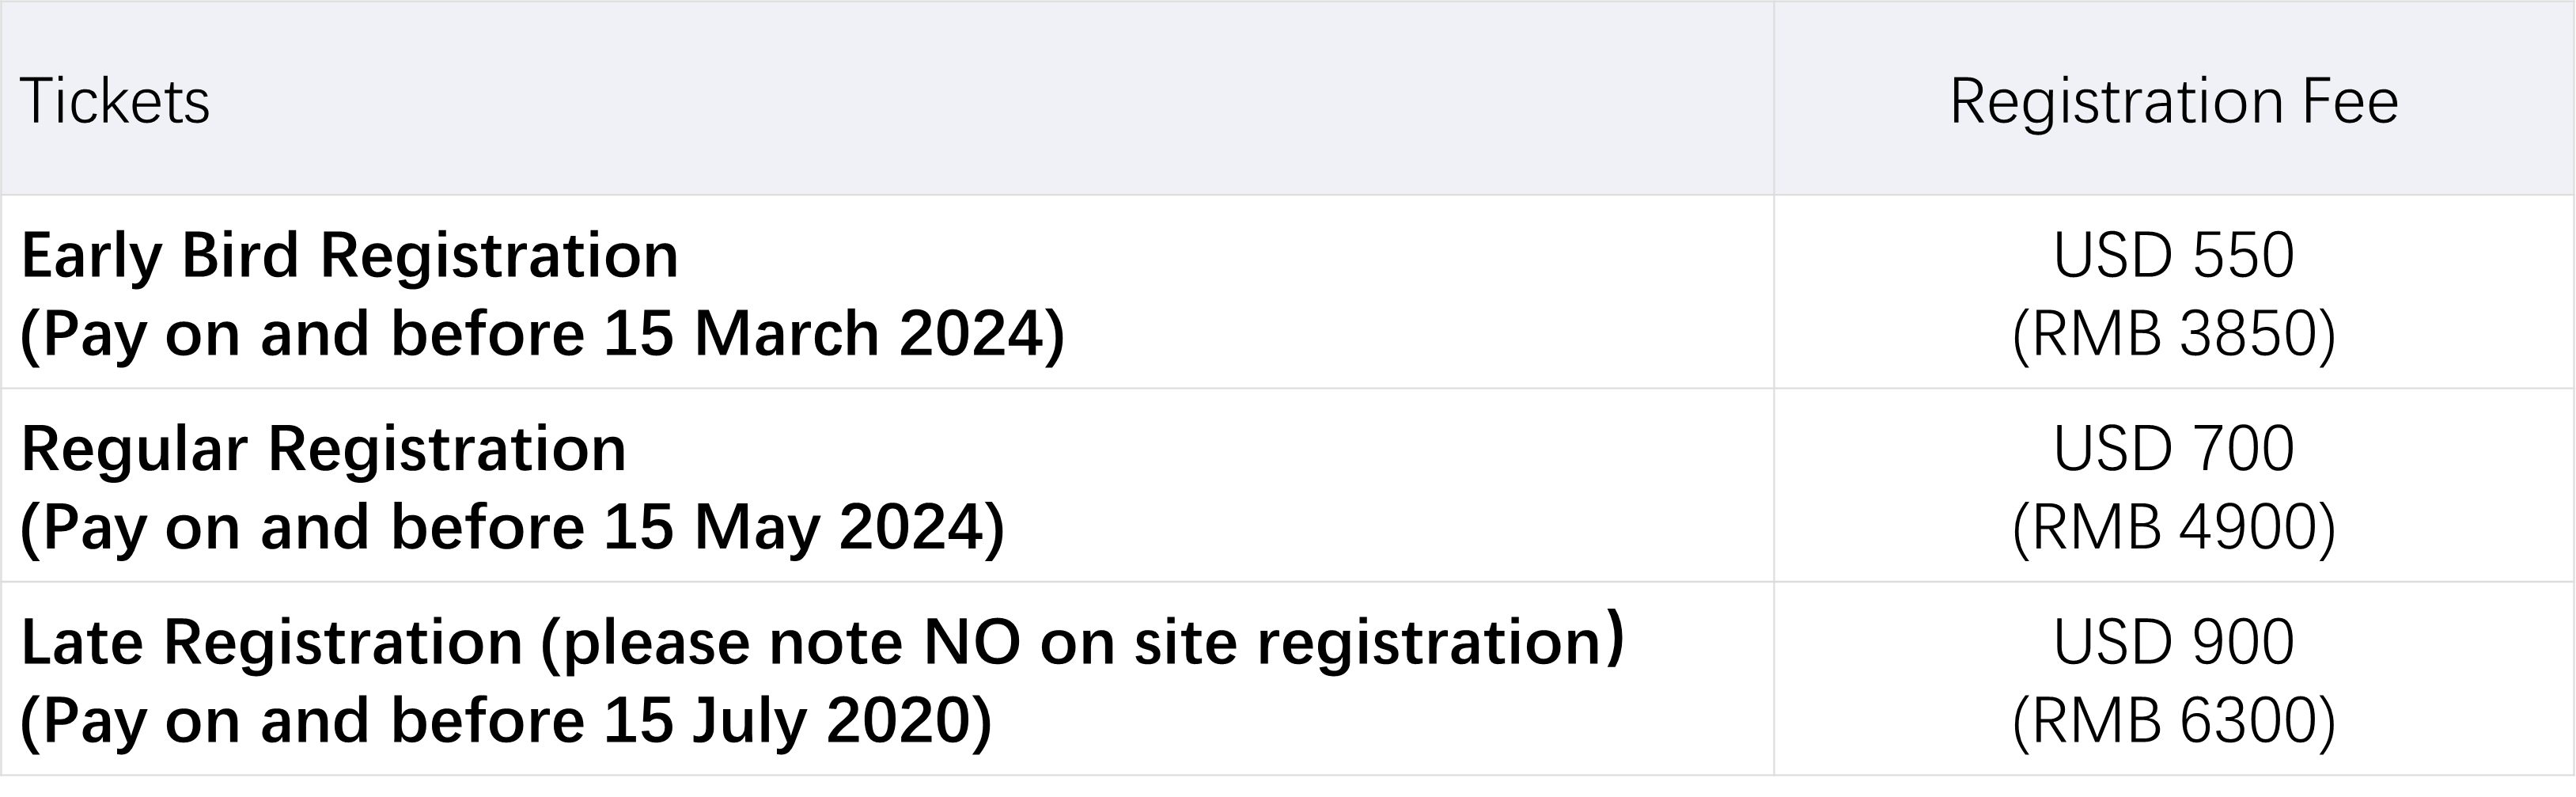 Tickets
Registration Fee
Early Bird Registration
(Pay on and before 15 March 2024)
USD 550
(RMB 3850)
Regular Registration
(Pay on and before 15 May 2024)
USD 700
(RMB 4900)
Late Registration (please note NO on site registration)
(Pay on and before 15 July 2020)
USD 900
(RMB 6300)